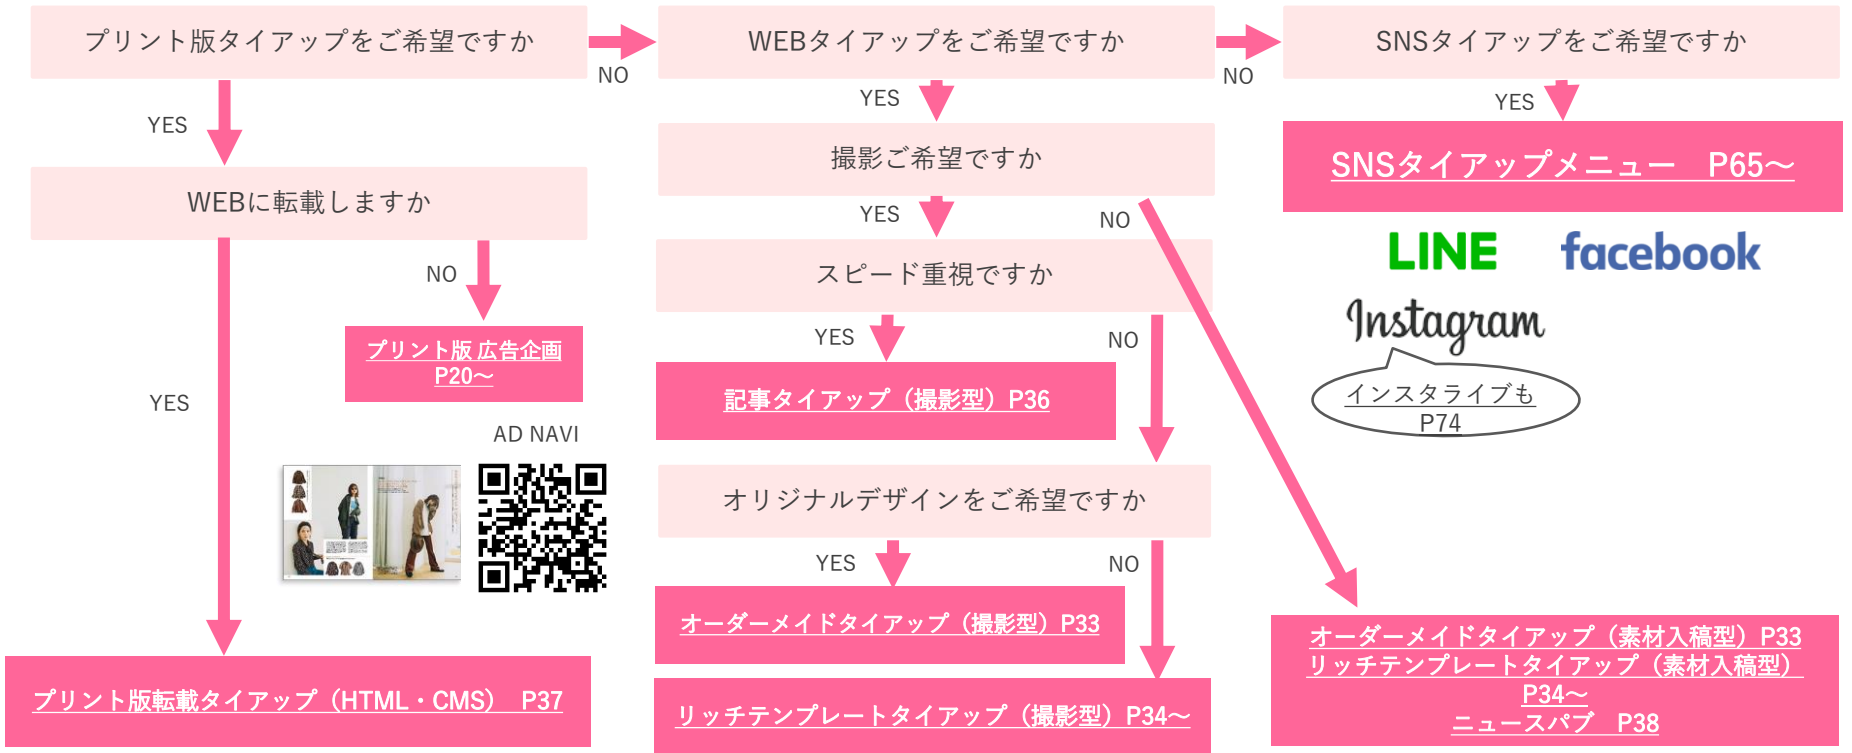 プリント版タイアップをご希望ですか
NO
WEBタイアップをご希望ですか
NO
SNSタイアップをご希望ですか
YES
WEBに転載しますか
NO
プリント版 広告企画
P20～
YES
AD NAVI
プリント版転載タイアップ（HTML・CMS） P37
YES
撮影ご希望ですか
YES
NO
スピード重視ですか
YES
NO
記事タイアップ（撮影型）P36
オリジナルデザインをご希望ですか
YES
NO
オーダーメイドタイアップ（撮影型）P33
リッチテンプレートタイアップ（撮影型）P34～
YES
SNSタイアップメニュー　P65～
LINE
facebook
Instagram
インスタライブも
P74
オーダーメイドタイアップ（素材入稿型）P33
リッチテンプレートタイアップ（素材入稿型）
P34～
ニュースパブ　P38